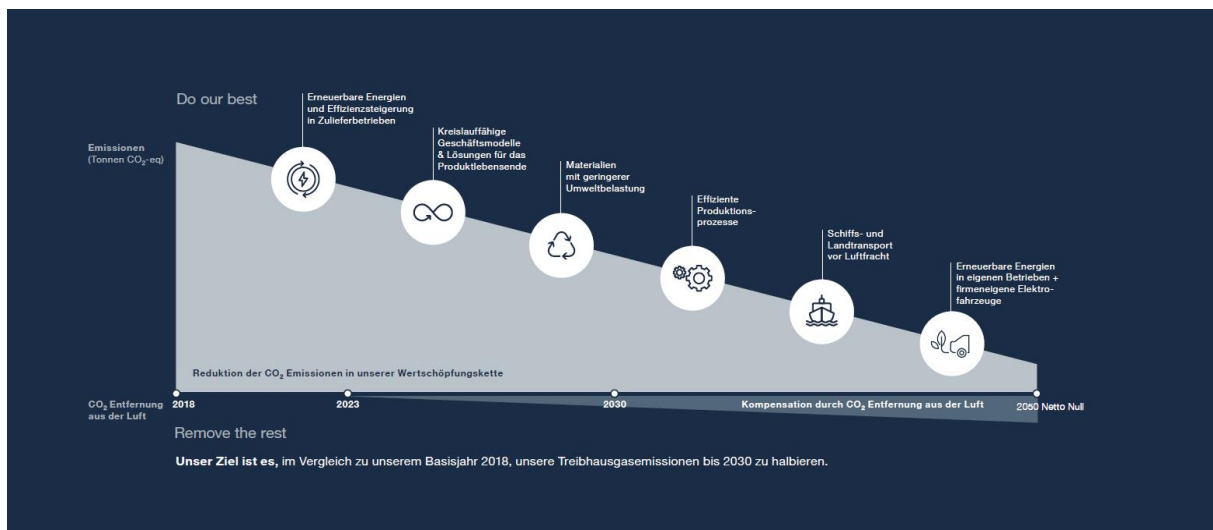 Do our best
Erneuerbare Energien
und Effizienzsteigerung
in Zulieferbetrieben
Kreislauffähige
Geschäftsmodelle
& Lösungen für das
Produktlebensende
Materialien
mit geringerer
Umweltbelastung
Effiziente
Produktions-
prozesse
Schiffs- und
Landtransport
vor Luftfracht
Erneuerbare Energien
in eigenen Betrieben +
firmeneigene Elektro-
fahrzeuge
Emissionen
(Tonnen CO₂-eq)
Reduktion der CO₂ Emissionen in unserer Wertschöpfungskette
CO₂ Entfernung
aus der Luft
2018
2023
2030
Kompensation durch CO₂ Entfernung aus der Luft
2050 Netto Null
Remove the rest
Unser Ziel ist es, im Vergleich zu unserem Basisjahr 2018, unsere Treibhausgasemissionen bis 2030 zu halbieren.